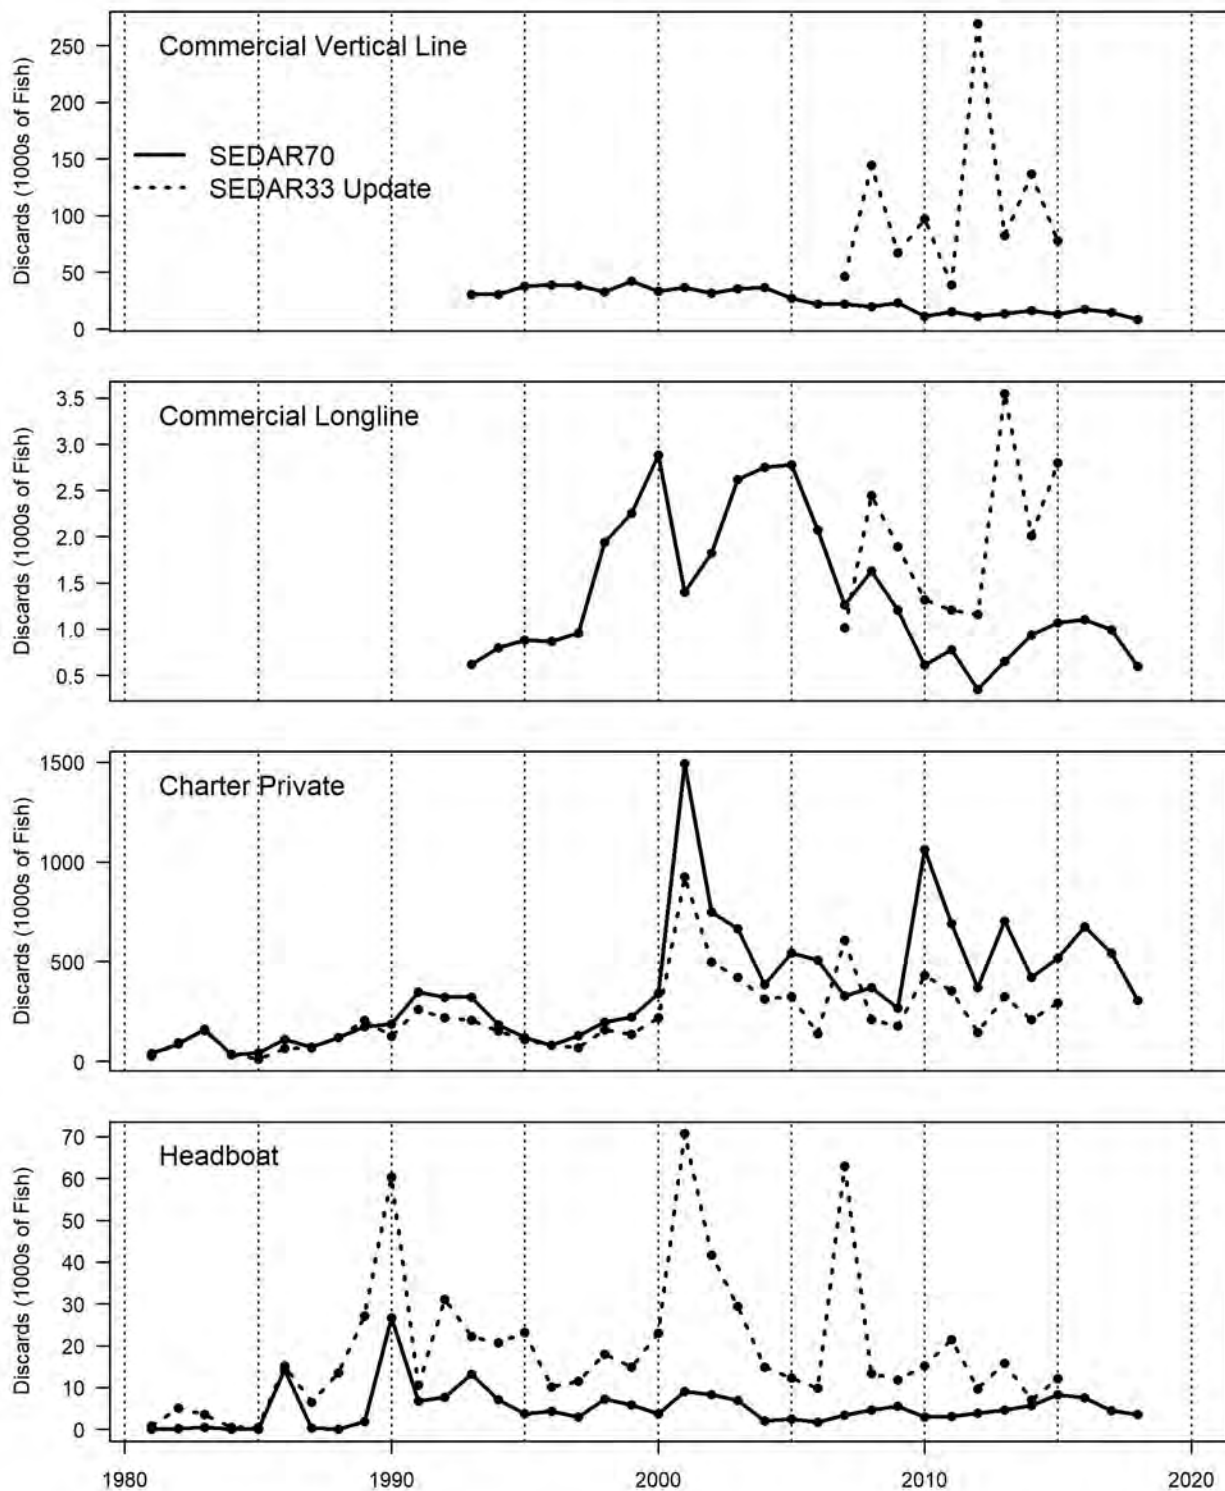 Commercial Vertical Line
SEDAR70
SEDAR33 Update
Discards (1000s of Fish)
250
200
150
100
50
0
Commercial Longline
Discards (1000s of Fish)
3.5
3.0
2.5
2.0
1.5
1.0
0.5
Charter Private
Discards (1000s of Fish)
1500
1000
500
0
Headboat
Discards (1000s of Fish)
70
60
50
40
30
20
10
0
1980 1990 2000 2010 2020